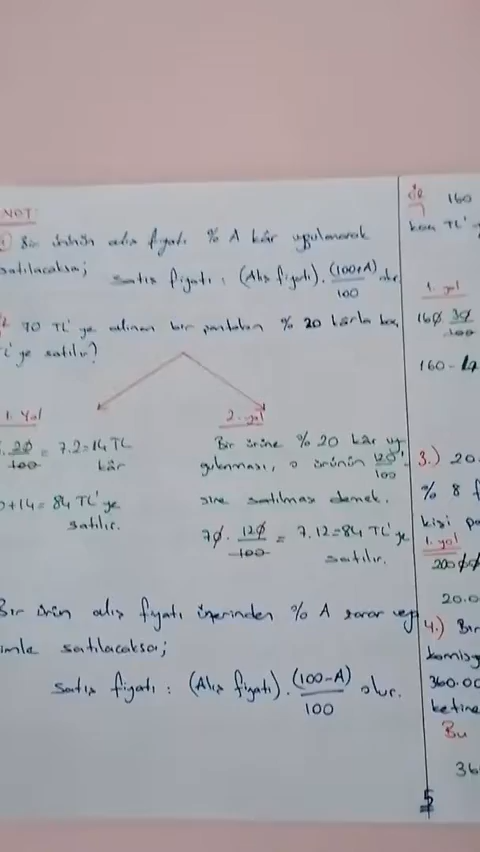 NOT:
Bir ürünün alış fiyatı % A kâr uygulanarak
satılacaksa;
satış fiyatı : (Alış fiyatı) . (100+A)/100 olur.
70 TL'ye alınan bir pantolon % 20 kârla kaç
TL'ye satılır?
1. Yol
20/100 = 7.2=14 TL
kâr
70+14=84 TL'ye
satılır.
2. yol
Bir ürüne % 20 kâr uy
gulanması, o ürünün 120/100
sine satılması demek.
70 . 120/100 = 7.12=84 TL'ye
satılır.
Bir ürün alış fiyatı üzerinden % A zarar
satılacaksa;
Satış fiyatı : (Alış fiyatı) . (100-A)/100 olur.
160
kaç TL'
1. yol
160 30/100
160-
3.) 20.
% 8 f
kişi
1. yol
20000
20.0
4.) Bir
komisy
360.00
ketine
Bu
36
5